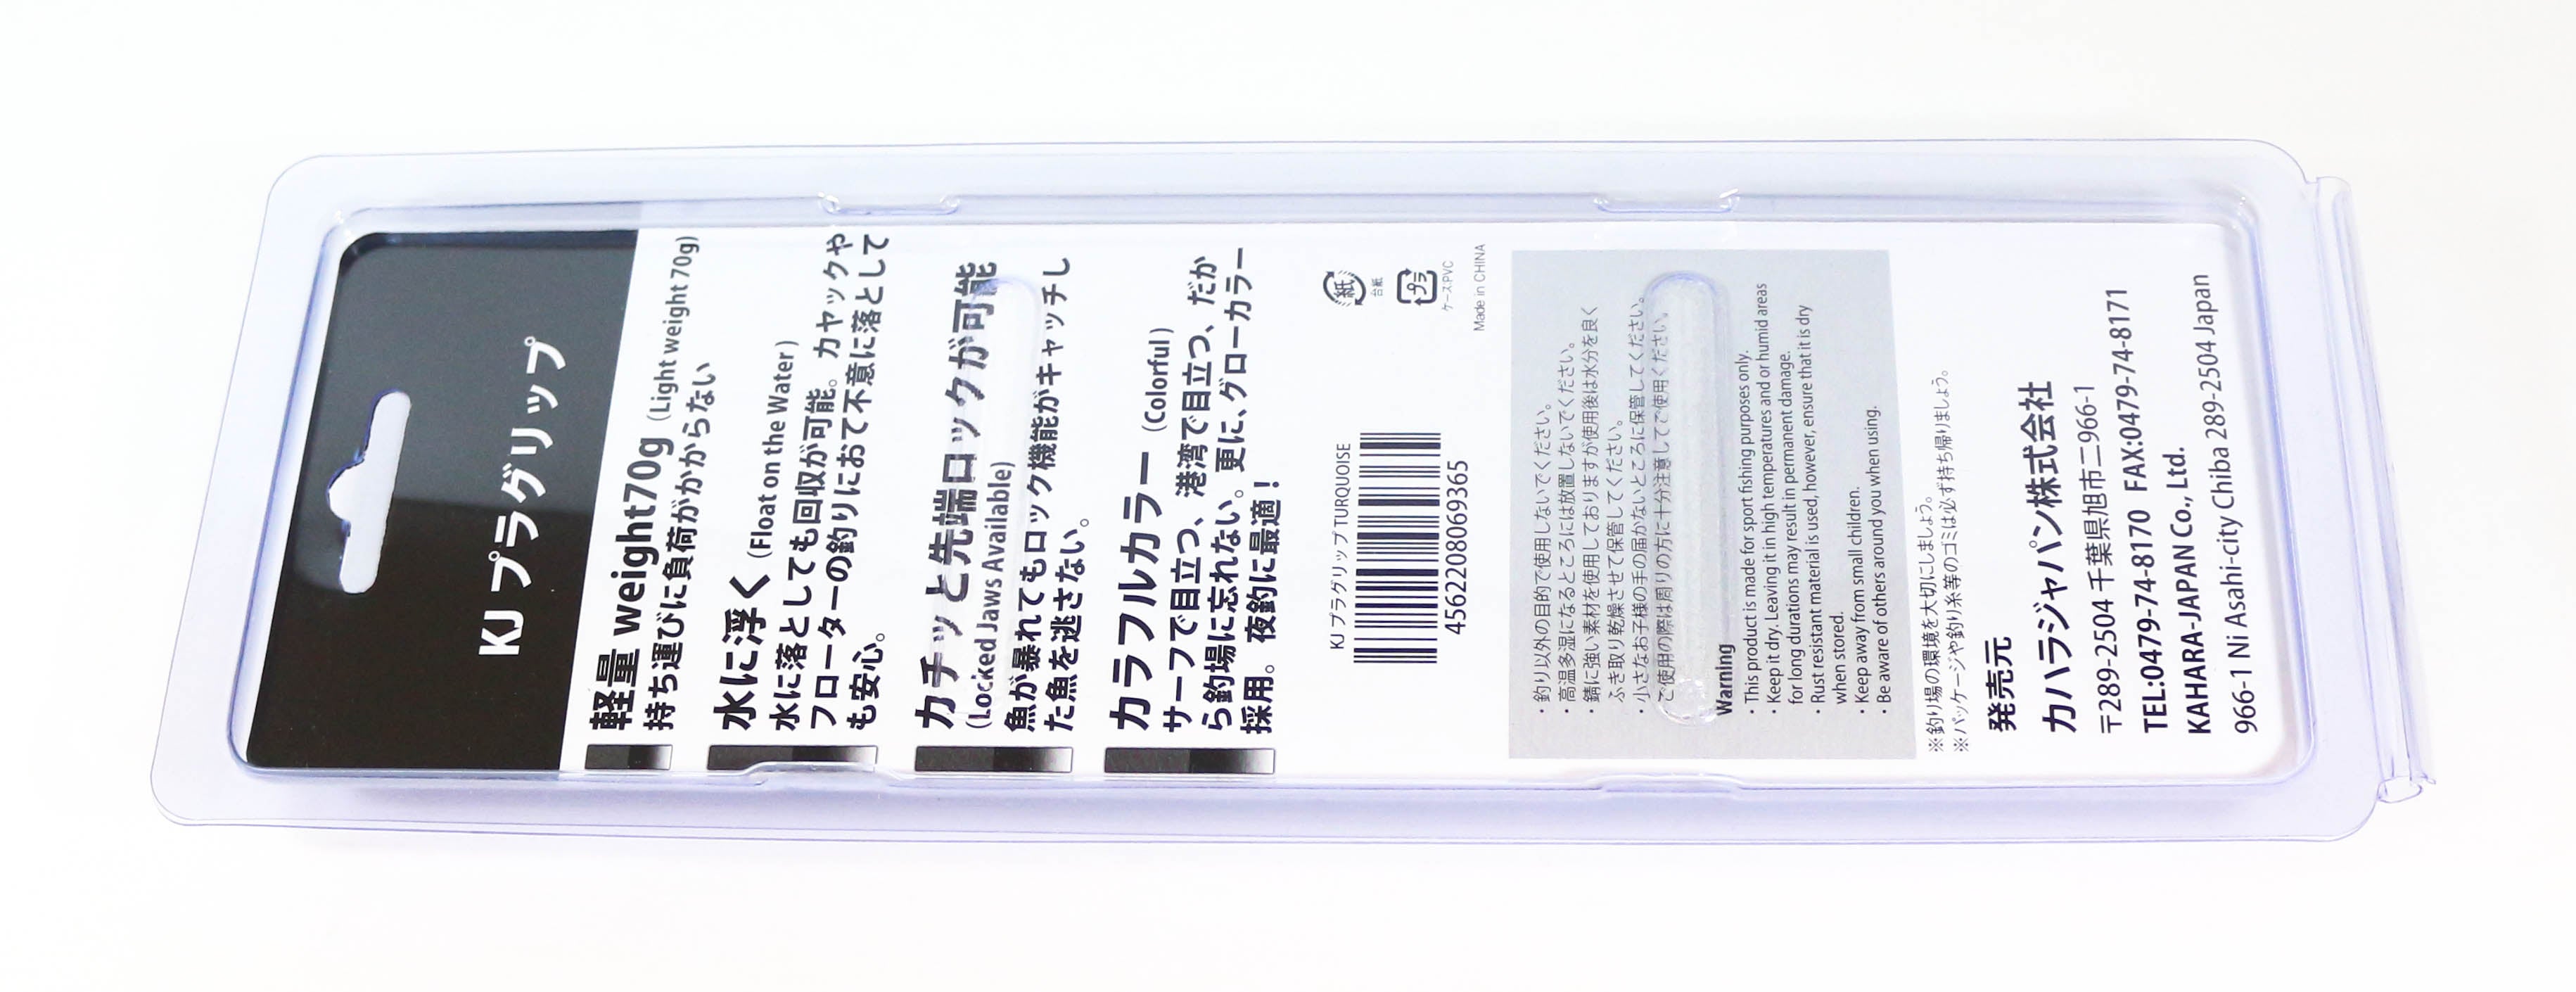 KJ プラグリップ
軽量 weight70g (Light weight 70g)
持ち運びに負荷がかからない
水に浮く (Float on the Water)
水に落としても回収が可能。カヤックや
フローターの釣りにおて不意に落として
も安心。
カチッと先端ロックが可能
(Locked Jaws Available)
魚が暴れてもロック機能がキャッチし
た魚を逃さない。
カラフルカラー (Colorful)
サーフで目立つ、港湾で目立つ、だか
ら釣場に忘れない。更に、グローカラー
採用。夜釣に最適！
紙
台紙
プラ
ケース:PVC
Made in CHINA
KJ プラグリップ TURQUOISE
4562208069365
・釣り以外の目的で使用しないでください。
・高温多湿になるところには放置しないでください。
・錆に強い素材を使用しておりますが使用後は水分を良く
ふき取り乾燥させて保管してください。
・小さなお子様の手の届かないところに保管してください。
・ご使用の際は周りの方に十分注意してご使用ください。
Warning
・This product is made for sport fishing purposes only.
・Keep it dry. Leaving it in high temperatures and or humid areas
for long durations may result in permanent damage.
・Rust resistant material is used, however, ensure that it is dry
when stored.
・Keep away from small children.
・Be aware of others around you when using.
※釣り場の環境を大切にしましょう。
※パッケージや釣り糸等のゴミは必ず持ち帰りましょう。
発売元
カハラジャパン株式会社
〒289-2504 千葉県旭市二966-1
TEL:0479-74-8170 FAX:0479-74-8171
KAHARA-JAPAN Co., Ltd.
966-1 Ni Asahi-city Chiba 289-2504 Japan